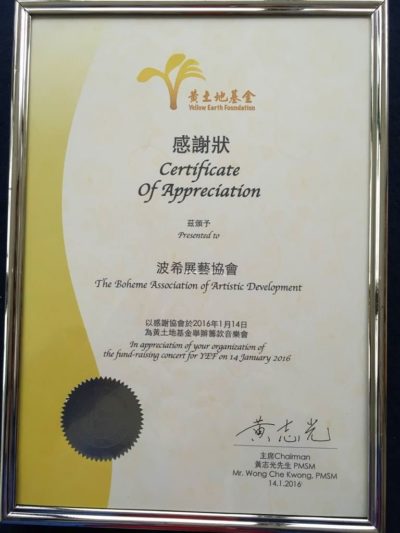 黃土地基金
Yellow Earth Foundation
感謝狀
Certificate
Of Appreciation
茲頒予
Presented to
波希展藝協會
The Boheme Association of Artistic Development
以感謝協會於2016年1月14日
為黃土地基金舉辦籌款音樂會
In appreciation of your organization of
the fund-raising concert for YEF on 14 January 2016
黃志光
主席Chairman
黃志光先生 PMSM
Mr. Wong Che Kwong, PMSM
14.1.2016